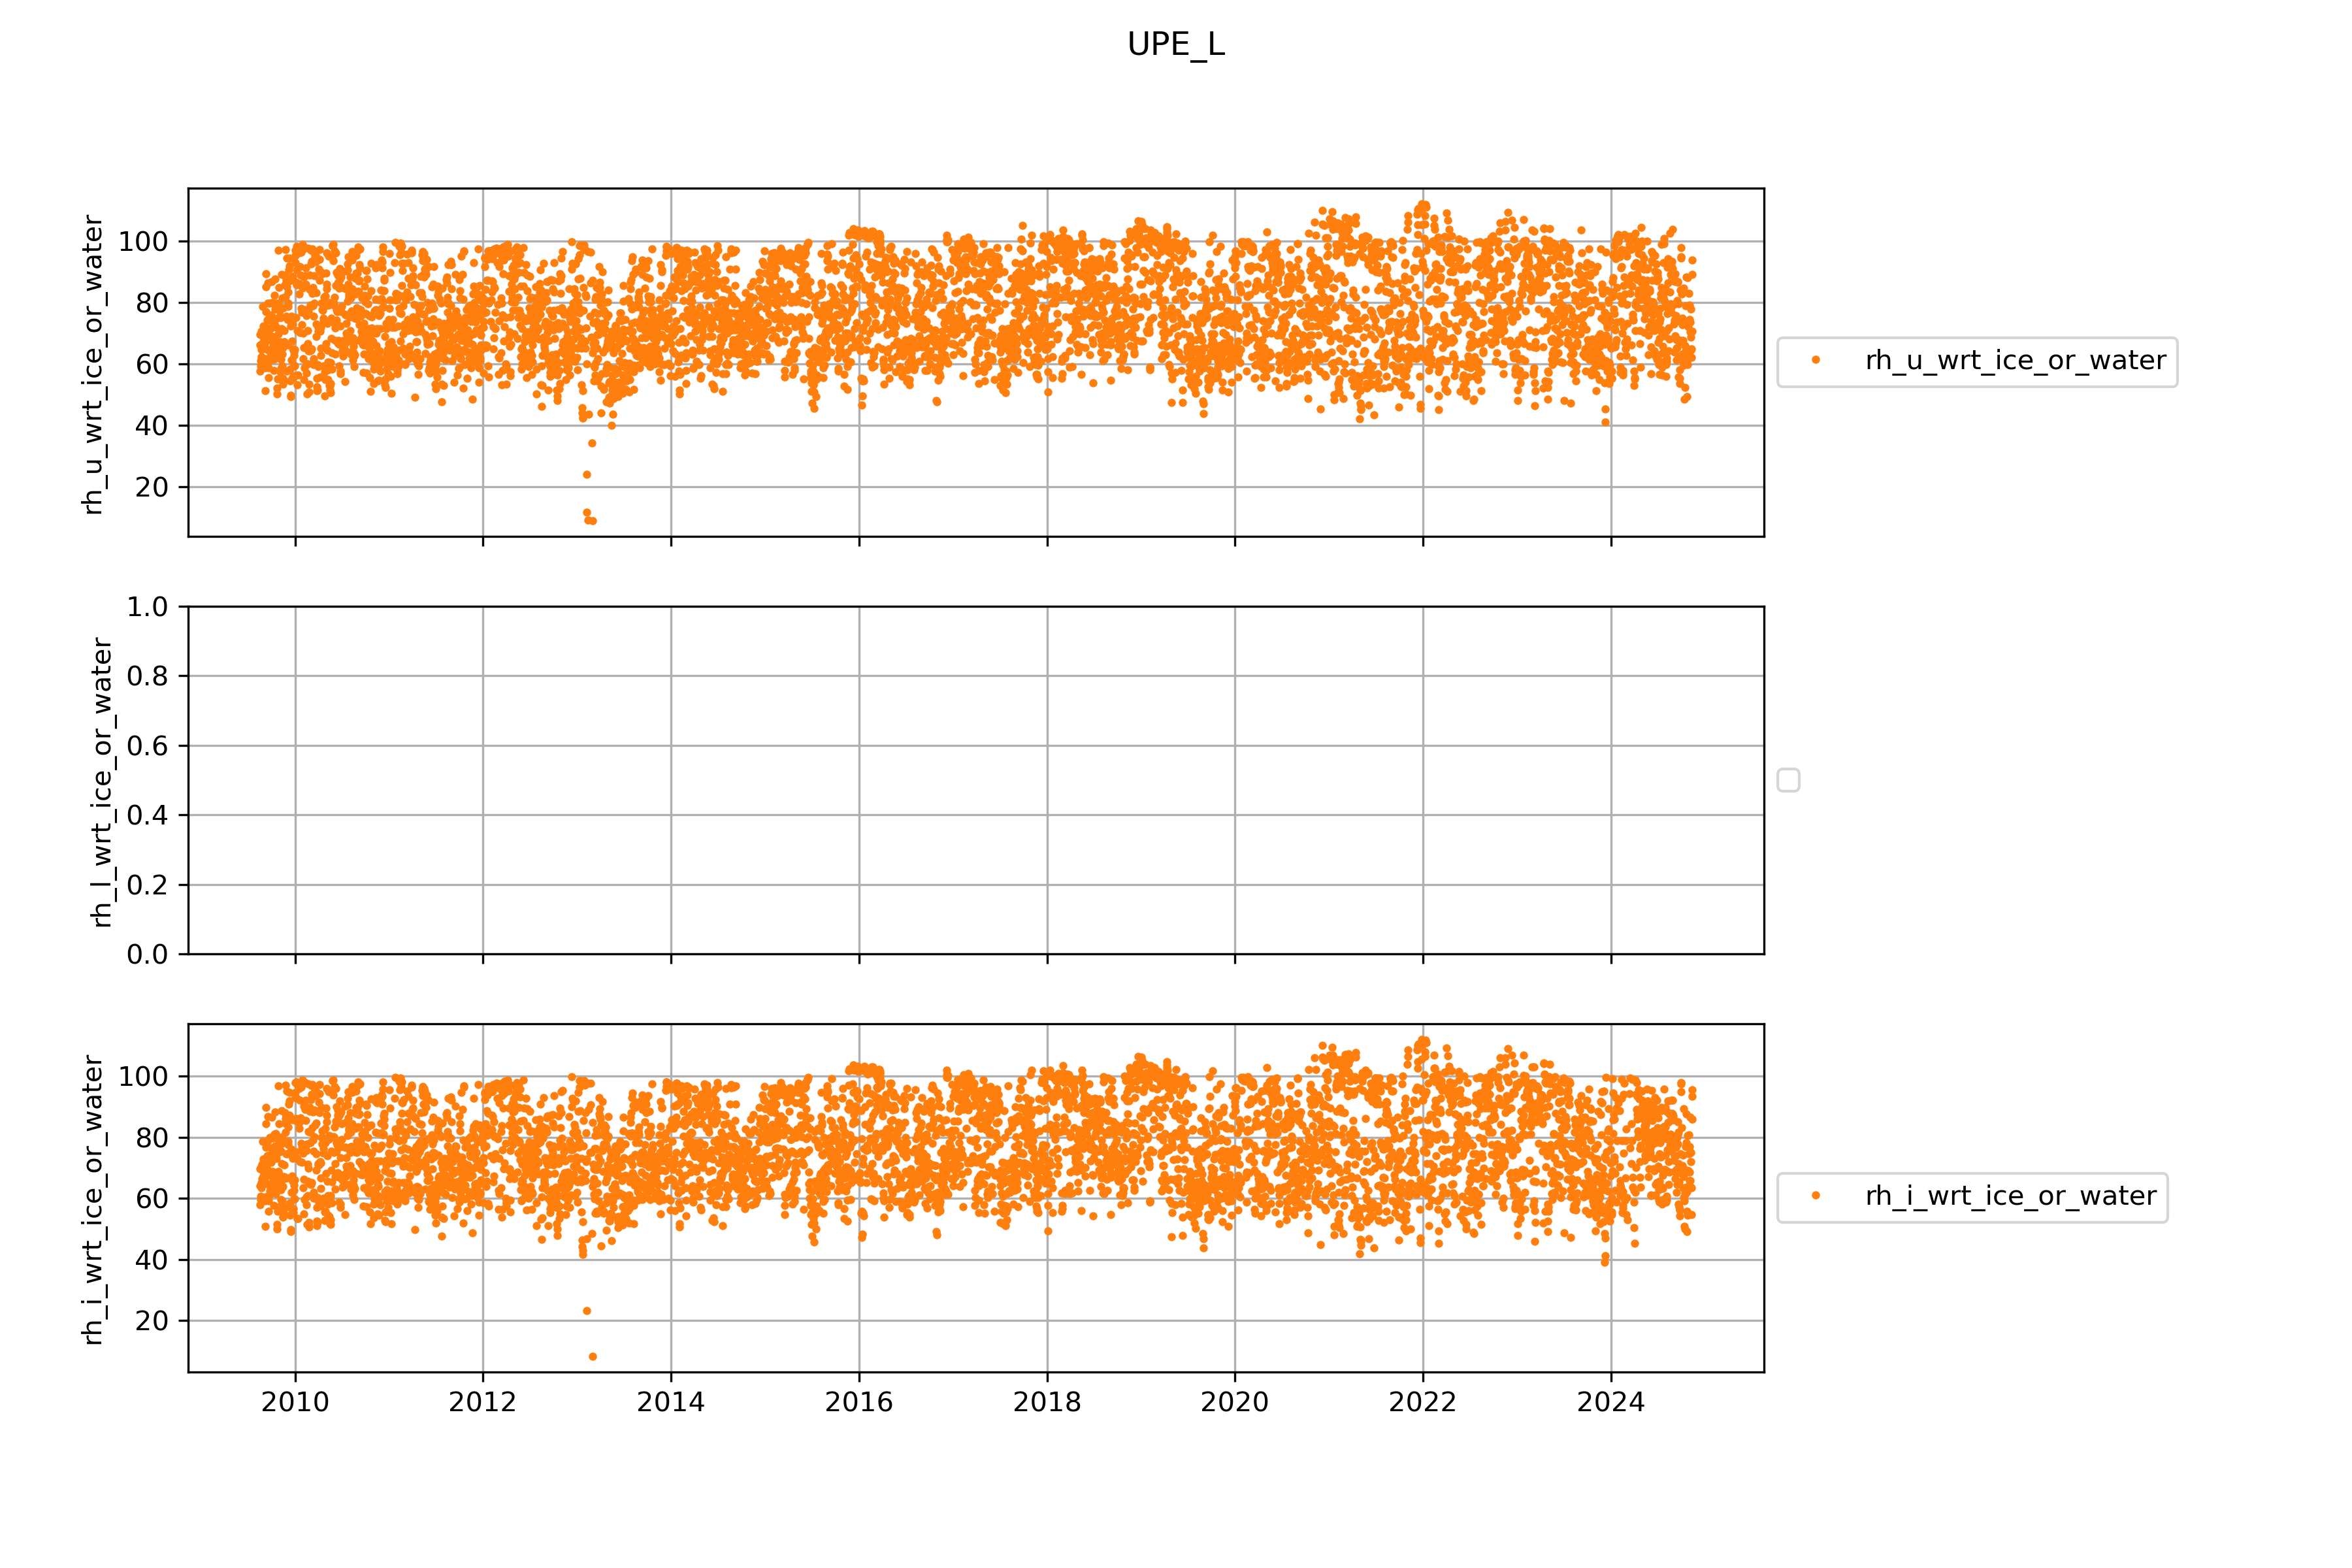 UPE_L
rh_u_wrt_ice_or_water
100
80
60
40
20
rh_u_wrt_ice_or_water
rh_l_wrt_ice_or_water
1.0
0.8
0.6
0.4
0.2
0.0
rh_i_wrt_ice_or_water
100
80
60
40
20
rh_i_wrt_ice_or_water
2010 2012 2014 2016 2018 2020 2022 2024